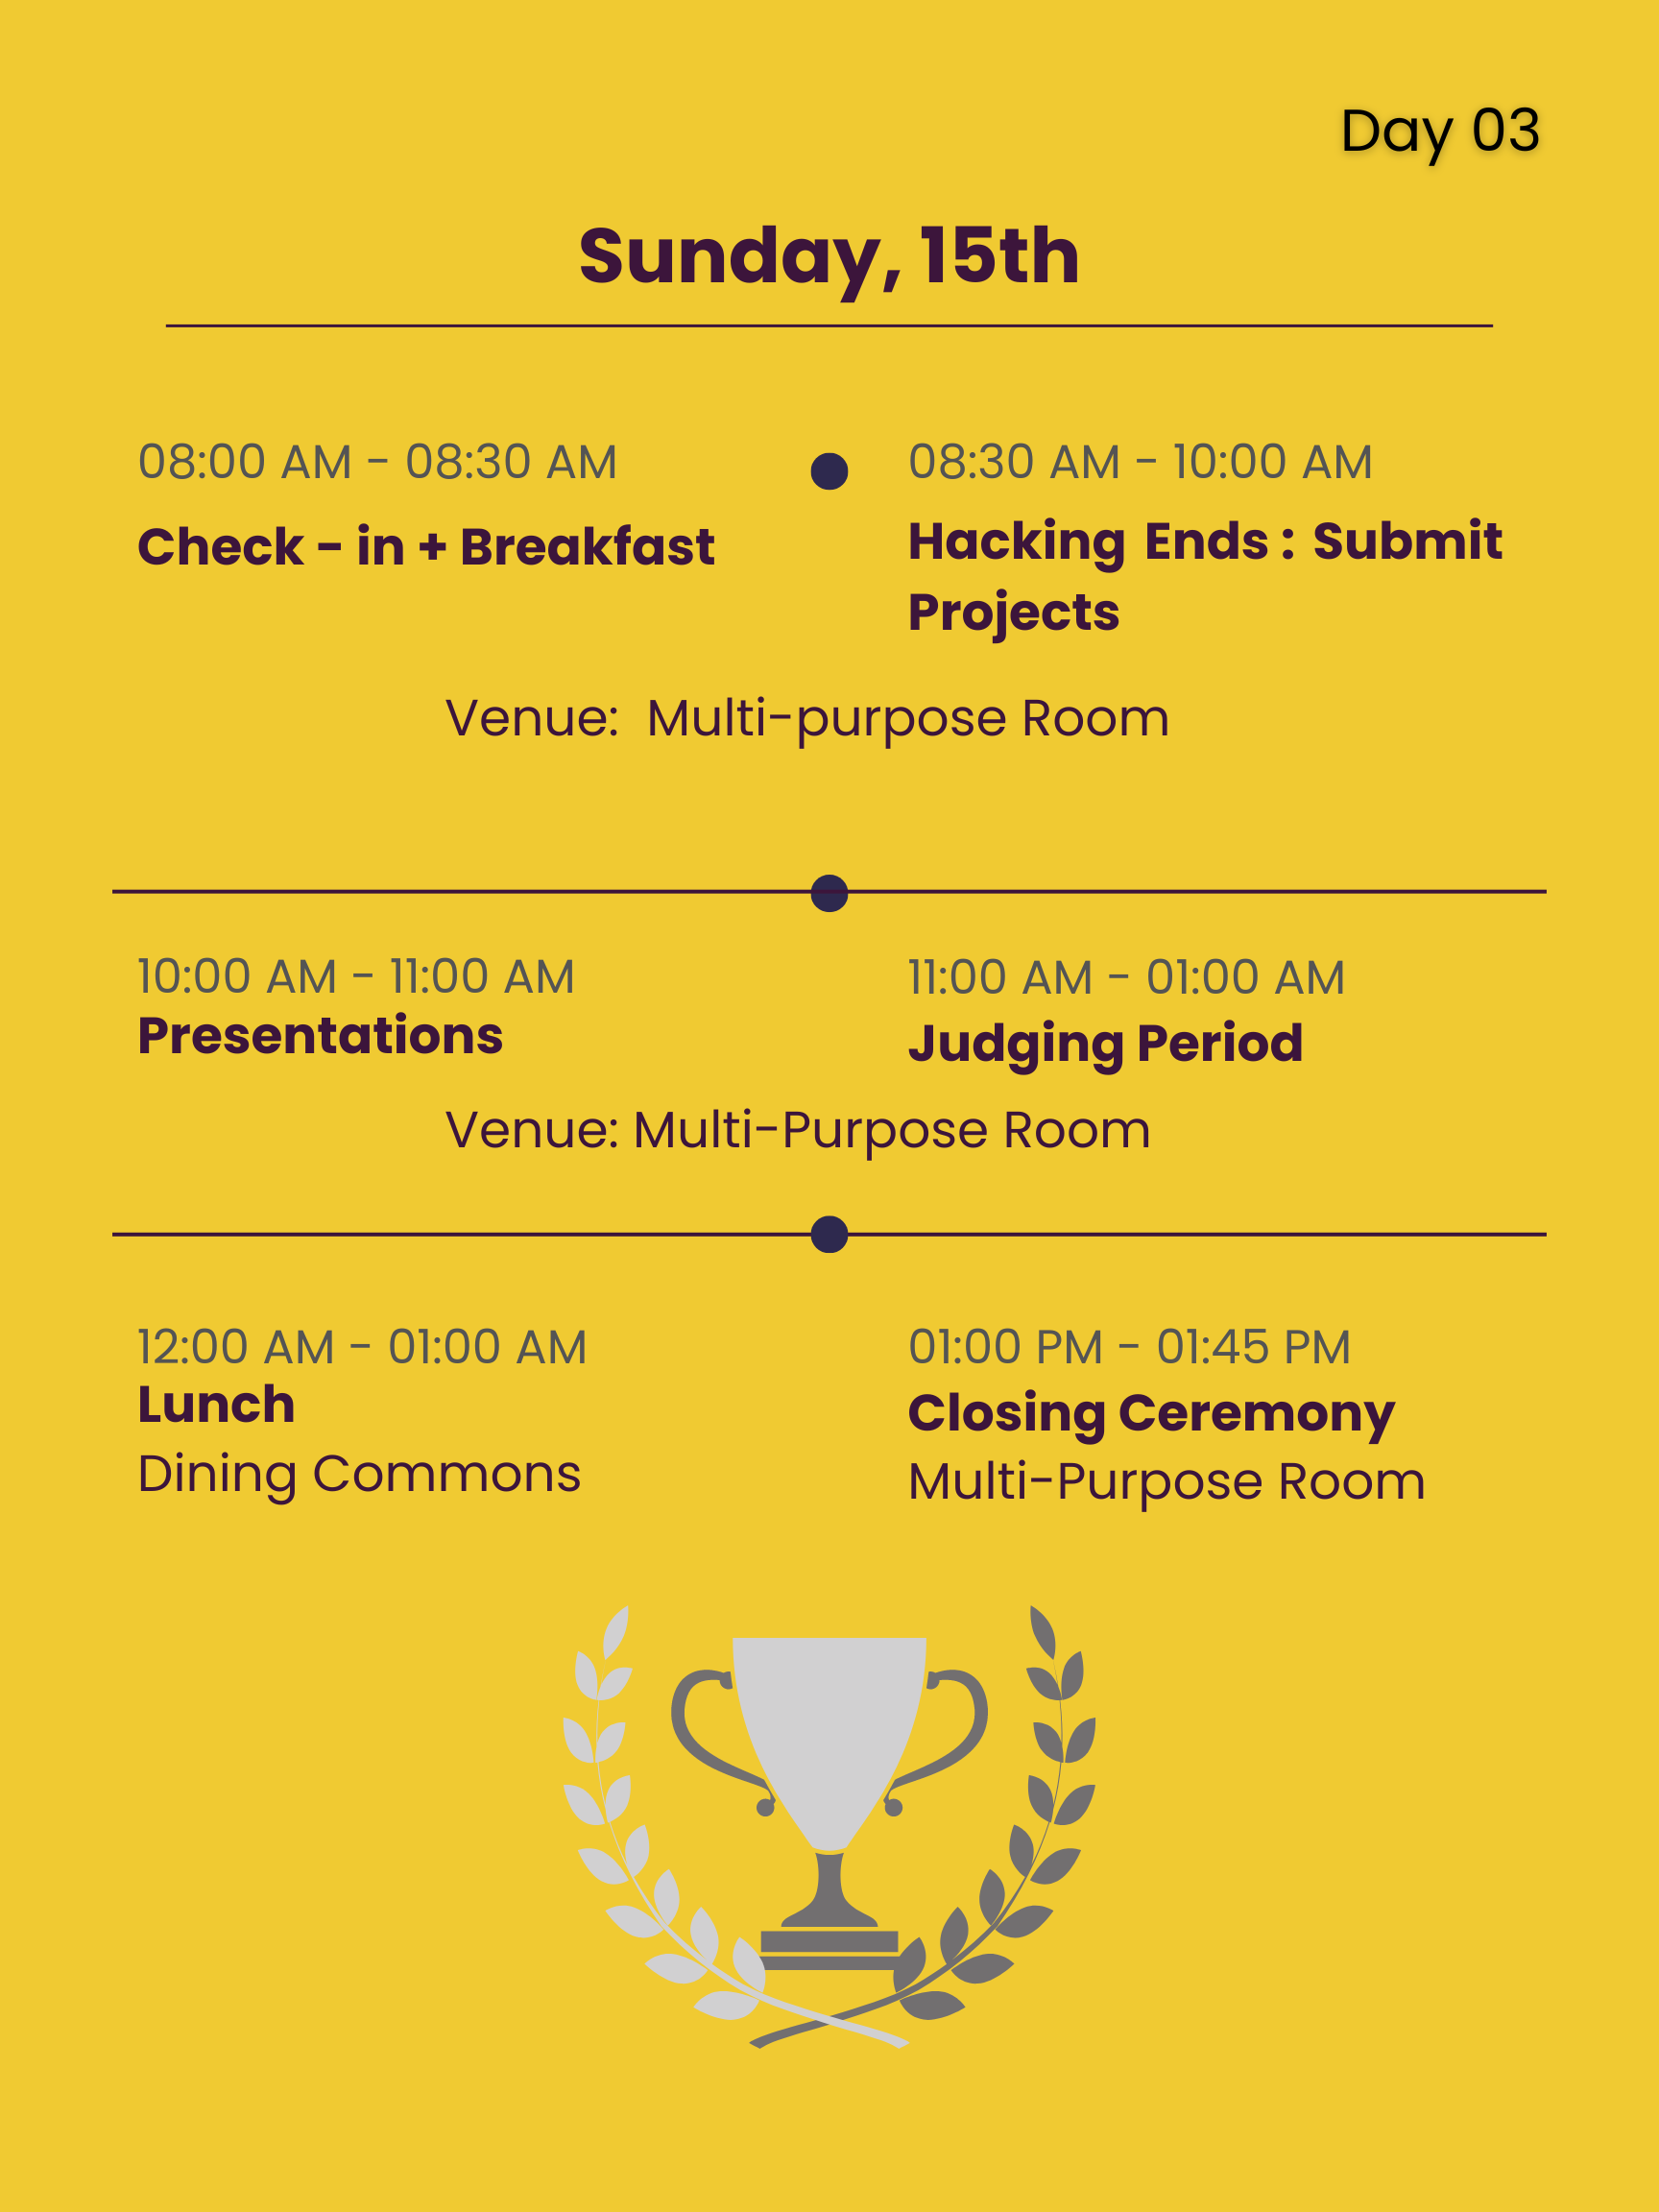 Day 03
Sunday, 15th
08:00 AM - 08:30 AM
Check - in + Breakfast
08:30 AM - 10:00 AM
Hacking Ends : Submit
Projects
Venue: Multi-purpose Room
10:00 AM - 11:00 AM
Presentations
11:00 AM - 01:00 AM
Judging Period
Venue: Multi-Purpose Room
12:00 AM - 01:00 AM
Lunch
Dining Commons
01:00 PM - 01:45 PM
Closing Ceremony
Multi-Purpose Room